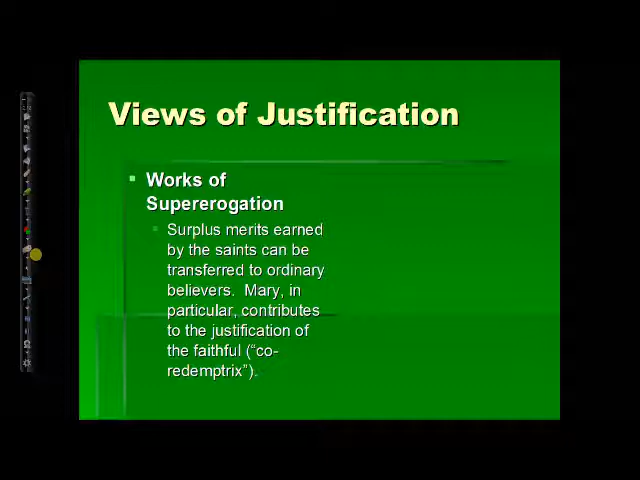 Views of Justification
Works of
Supererogation
Surplus merits earned
by the saints can be
transferred to ordinary
believers. Mary, in
particular, contributes
to the justification of
the faithful (“co-
redemptrix”).